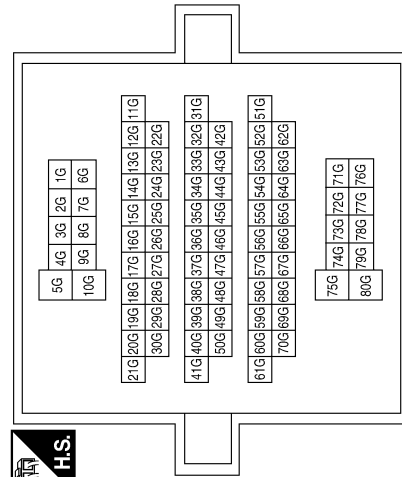 H.S.
5G 4G 3G 2G 1G
10G 9G 8G 7G 6G
21G 20G 19G 18G 17G 16G 15G 14G 13G 12G 11G
30G 29G 28G 27G 26G 25G 24G 23G 22G
41G 40G 39G 38G 37G 36G 35G 34G 33G 32G 31G
50G 49G 48G 47G 46G 45G 44G 43G 42G
61G 60G 59G 58G 57G 56G 55G 54G 53G 52G 51G
70G 69G 68G 67G 66G 65G 64G 63G 62G
75G 74G 73G 72G 71G
80G 79G 78G 77G 76G